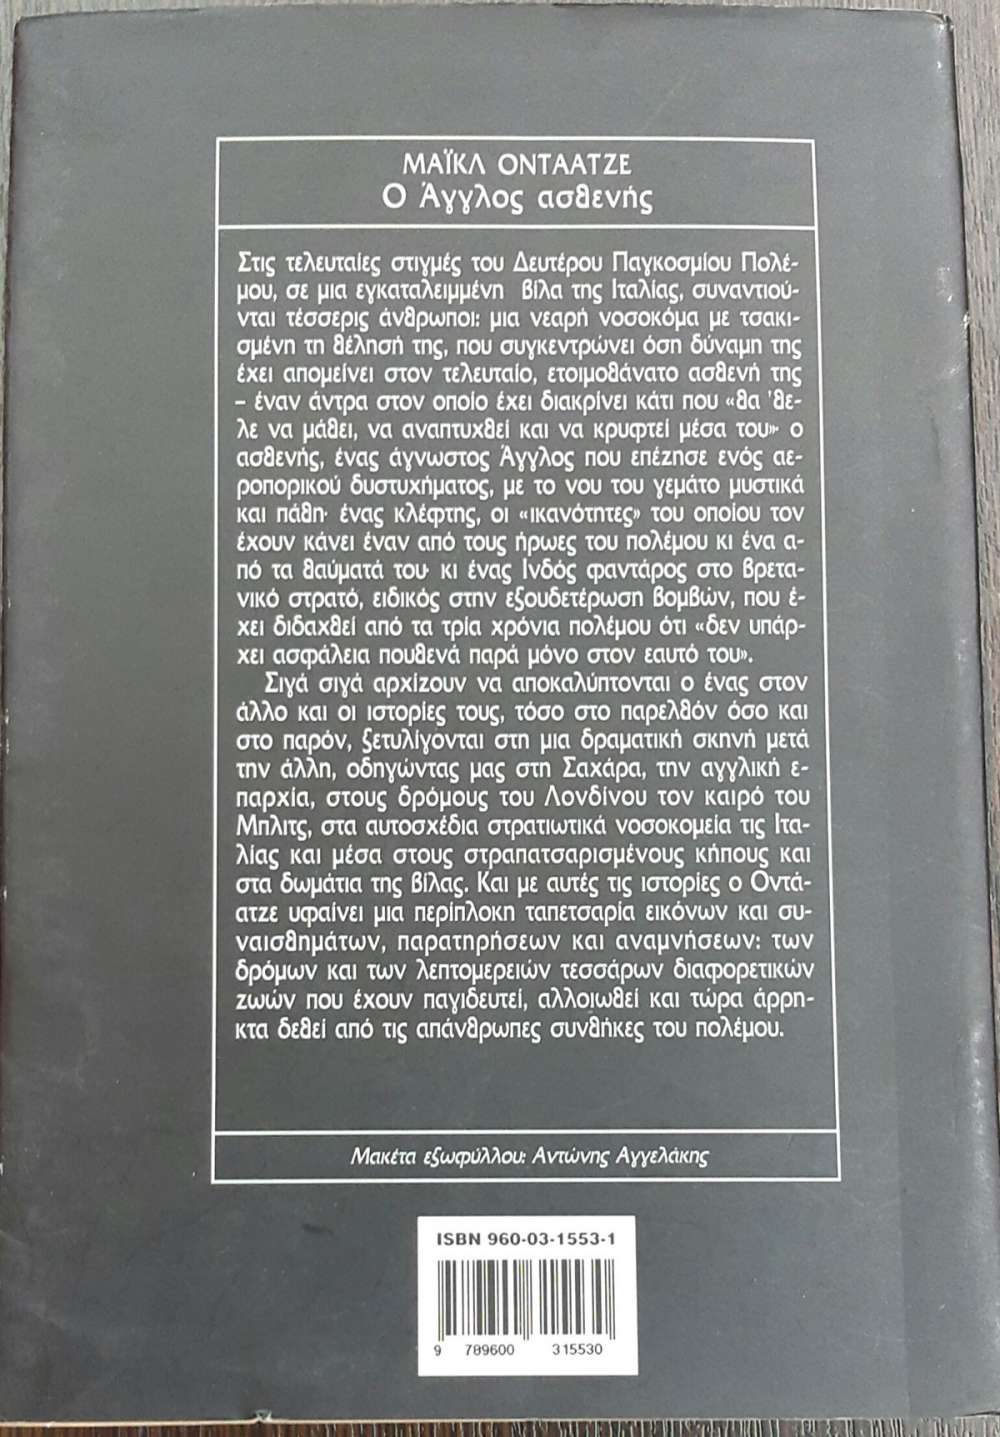 ΜΑΪΚΛ ΟΝΤΑΑΤΖΕ
Ο Άγγλος ασθενής
Στις τελευταίες στιγμές του Δευτέρου Παγκοσμίου Πολέ-
μου, σε μια εγκαταλειμμένη βίλα της Ιταλίας, συναντιού-
νται τέσσερις άνθρωποι: μια νεαρή νοσοκόμα με τσακι-
σμένη τη θέλησή της, που συγκεντρώνει όση δύναμη της
έχει απομείνει στον τελευταίο, ετοιμοθάνατο ασθενή της
– έναν άντρα στον οποίο έχει διακρίνει κάτι που «θα 'θε-
λε να μάθει, να αναπτυχθεί και να κρυφτεί μέσα του»· ο
ασθενής, ένας άγνωστος Άγγλος που επέζησε ενός αε-
ροπορικού δυστυχήματος, με το νου του γεμάτο μυστικά
και πάθη· ένας κλέφτης, οι «ικανότητες» του οποίου τον
έχουν κάνει έναν από τους ήρωες του πολέμου κι ένα α-
πό τα θαύματά του· κι ένας Ινδός φαντάρος στο βρετα-
νικό στρατό, ειδικός στην εξουδετέρωση βομβών, που έ-
χει διδαχθεί από τα τρία χρόνια πολέμου ότι «δεν υπάρ-
χει ασφάλεια πουθενά παρά μόνο στον εαυτό του».
Σιγά σιγά αρχίζουν να αποκαλύπτονται ο ένας στον
άλλο και οι ιστορίες τους, τόσο στο παρελθόν όσο και
στο παρόν, ξετυλίγονται στη μια δραματική σκηνή μετά
την άλλη, οδηγώντας μας στη Σαχάρα, την αγγλική ε-
παρχία, στους δρόμους του Λονδίνου τον καιρό του
Μπλιτς, στα αυτοσχέδια στρατιωτικά νοσοκομεία τις Ιτα-
λίας και μέσα στους στραπατσαρισμένους κήπους και
στα δωμάτια της βίλας. Και με αυτές τις ιστορίες ο Οντά-
ατζε υφαίνει μια περίπλοκη ταπετσαρία εικόνων και συ-
ναισθημάτων, παρατηρήσεων και αναμνήσεων: των
δρόμων και των λεπτομερειών τεσσάρων διαφορετικών
ζωών που έχουν παγιδευτεί, αλλοιωθεί και τώρα άρρη-
κτα δεθεί από τις απάνθρωπες συνθήκες του πολέμου.
Μακέτα εξωφύλλου: Αντώνης Αγγελάκης
ISBN 960-03-1553-1
9 789600 315530